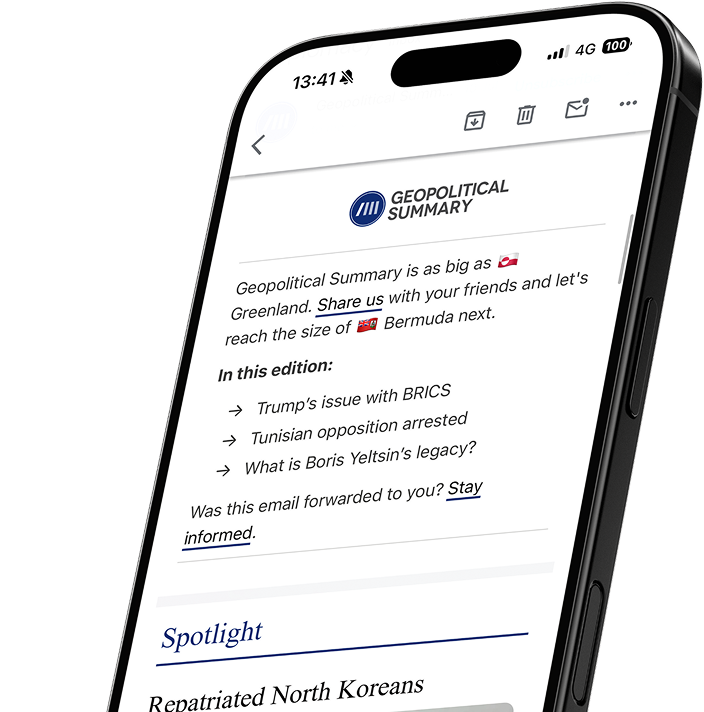 13:41
4G 100
GEOPOLITICAL
SUMMARY
Geopolitical Summary is as big as 🇬🇱
Greenland. Share us with your friends and let's
reach the size of 🇧🇲 Bermuda next.
In this edition:
→ Trump's issue with BRICS
→ Tunisian opposition arrested
→ What is Boris Yeltsin's legacy?
Was this email forwarded to you? Stay
informed.
Spotlight
Repatriated North Koreans